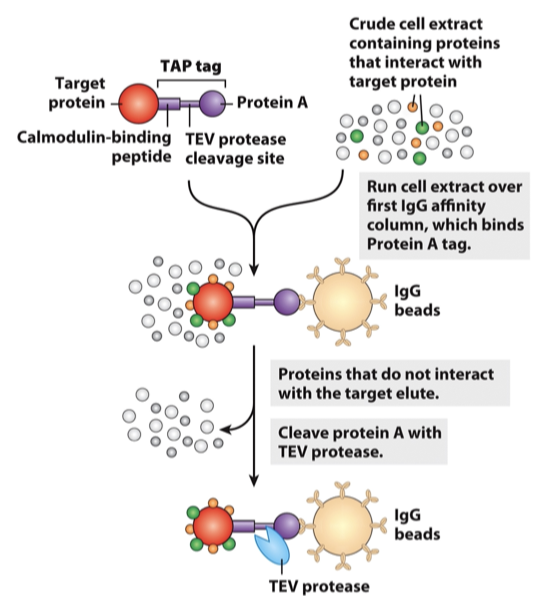 Crude cell extract
containing proteins
that interact with
target protein
TAP tag
Target
protein
Protein A
Calmodulin-binding
peptide
TEV protease
cleavage site
Run cell extract over
first IgG affinity
column, which binds
Protein A tag.
IgG
beads
Proteins that do not interact
with the target elute.
Cleave protein A with
TEV protease.
IgG
beads
TEV protease